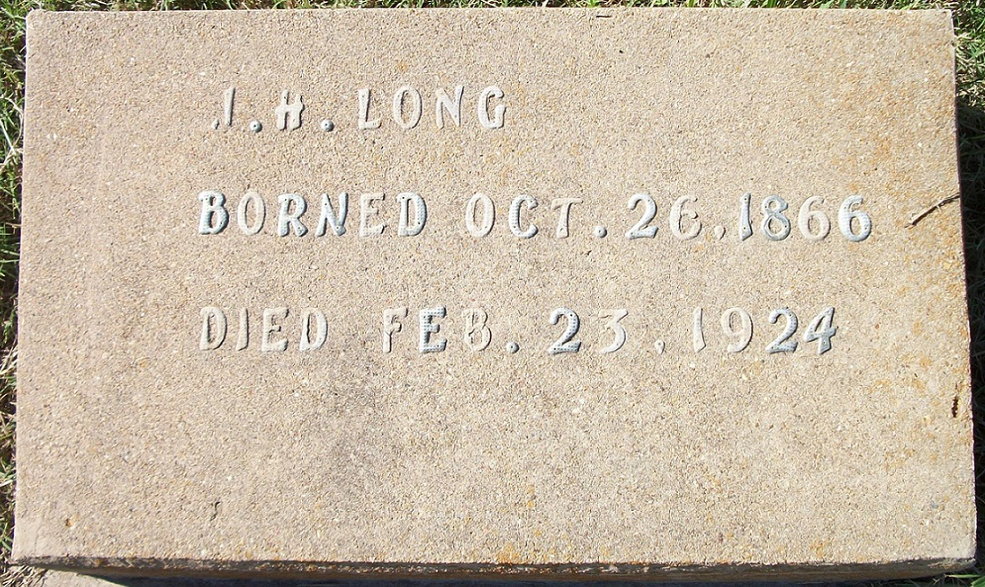 J.H. LONG
BORNED OCT. 26, 1866
DIED FEB. 23, 1924